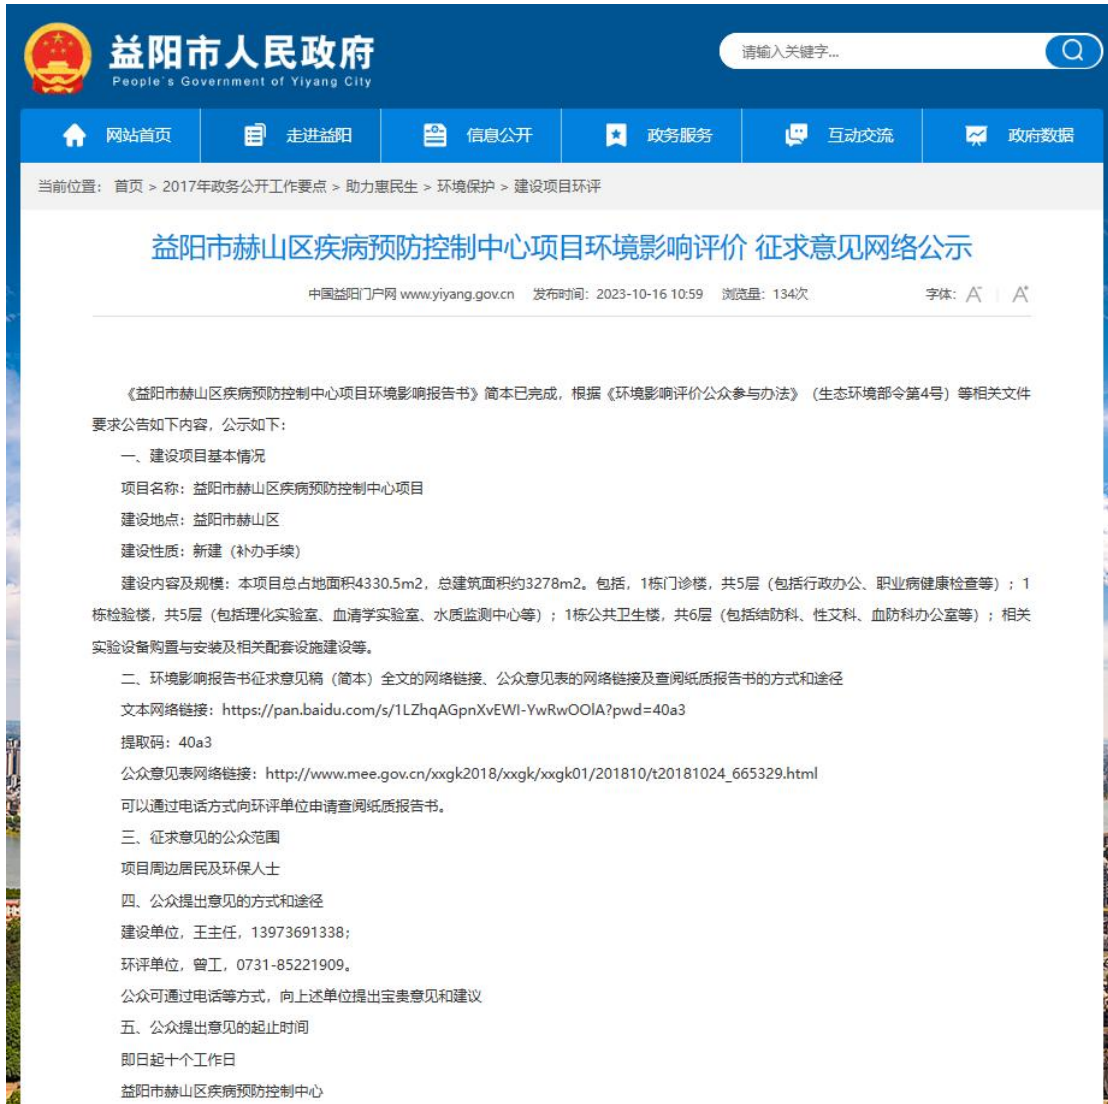 益阳市人民政府
People's Government of Yiyang City
请输入关键字...
网站首页 走进益阳 信息公开 政务服务 互动交流 政府数据
当前位置： 首页 > 2017年政务公开工作要点 > 助力惠民生 > 环境保护 > 建设项目环评
益阳市赫山区疾病预防控制中心项目环境影响评价 征求意见网络公示
中国益阳门户网 www.yiyang.gov.cn 发布时间：2023-10-16 10:59 浏览量：134次 字体： A- | A+
《益阳市赫山区疾病预防控制中心项目环境影响报告书》简本已完成，根据《环境影响评价公众参与办法》（生态环境部令第4号）等相关文件
要求公告如下内容，公示如下：
一、建设项目基本情况
项目名称：益阳市赫山区疾病预防控制中心项目
建设地点：益阳市赫山区
建设性质：新建（补办手续）
建设内容及规模：本项目总占地面积4330.5m2，总建筑面积约3278m2。包括，1栋门诊楼，共5层（包括行政办公、职业病健康检查等）；1
栋检验楼，共5层（包括理化实验室、血清学实验室、水质监测中心等）；1栋公共卫生楼，共6层（包括结防科、性艾科、血防科办公室等）；相关
实验设备购置与安装及相关配套设施建设等。
二、环境影响报告书征求意见稿（简本）全文的网络链接、公众意见表的网络链接及查阅纸质报告书的方式和途径
文本网络链接：https://pan.baidu.com/s/1LZhqAGpnXvEWI-YwRwOOlA?pwd=40a3
提取码：40a3
公众意见表网络链接：http://www.mee.gov.cn/xxgk2018/xxgk/xxgk01/201810/t20181024_665329.html
可以通过电话方式向环评单位申请查阅纸质报告书。
三、征求意见的公众范围
项目周边居民及环保人士
四、公众提出意见的方式和途径
建设单位，王主任，13973691338；
环评单位，曾工，0731-85221909。
公众可通过电话等方式，向上述单位提出宝贵意见和建议
五、公众提出意见的起止时间
即日起十个工作日
益阳市赫山区疾病预防控制中心